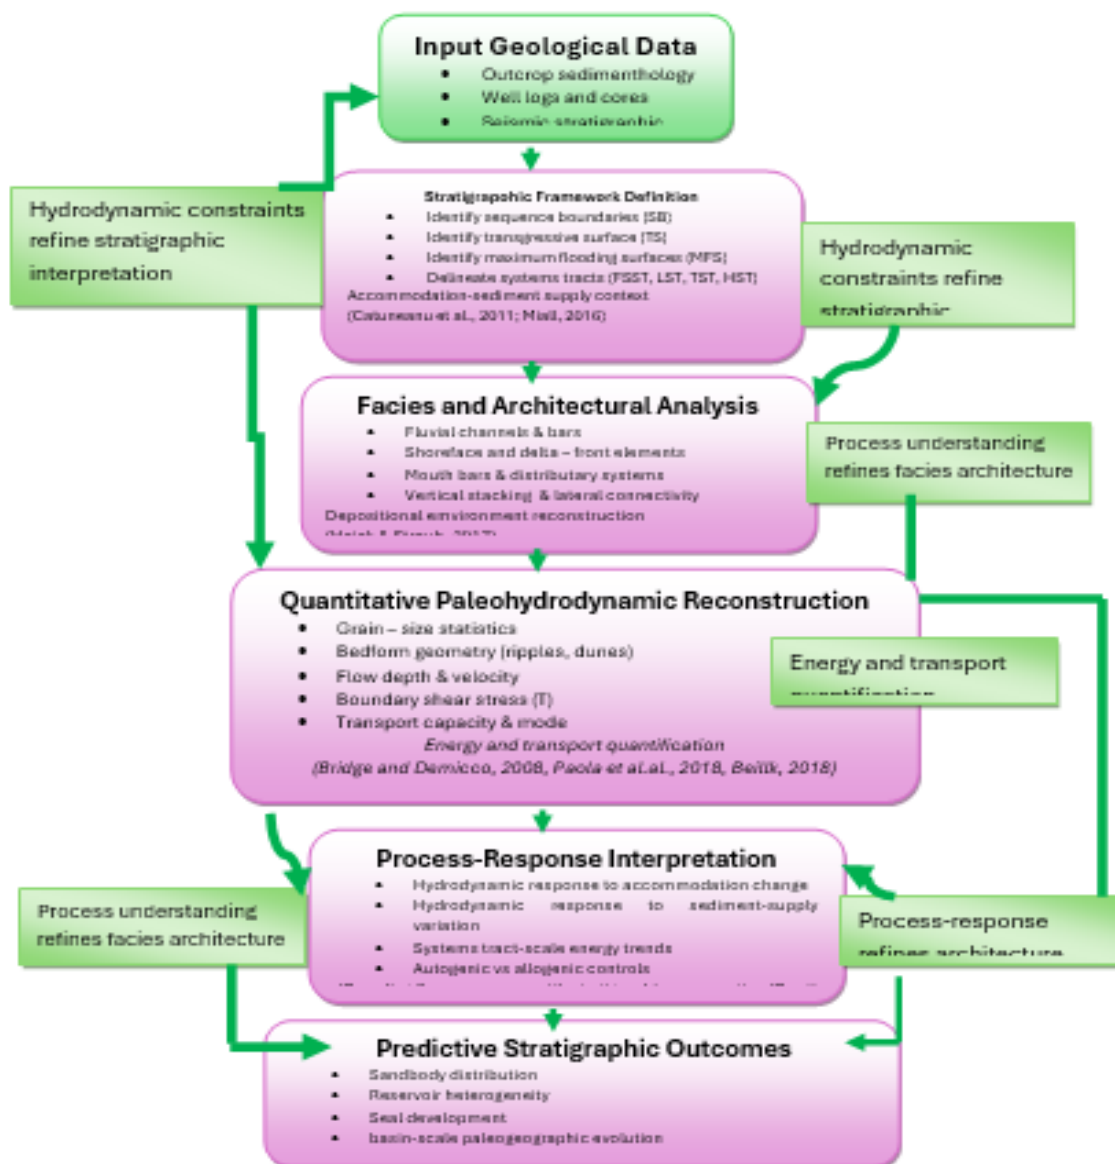 Input Geological Data
• Outcrop sedimenthology
• Well logs and cores
• Seismic stratigraphic
Hydrodynamic constraints
refine stratigraphic
interpretation
Stratigrapohic Framework Definition
• Identify sequence boundaries (SB)
• Identify transgressive surface (TS)
• Identify maximum flooding surfaces (MFS)
• Delineate systems tracts (FSST, LST, TST, HST)
Accommodation-sediment supply context
(Catuneanu et al., 2011; Miall, 2016)
Hydrodynamic
constraints refine
stratigraphic
Facies and Architectural Analysis
• Fluvial channels & bars
• Shoreface and delta – front elements
• Mouth bars & distributary systems
• Vertical stacking & lateral connectivity
Depositional environment reconstruction
Process understanding
refines facies architecture
Quantitative Paleohydrodynamic Reconstruction
• Grain – size statistics
• Bedform geometry (ripples, dunes)
• Flow depth & velocity
• Boundary shear stress (T)
• Transport capacity & mode
Energy and transport quantification
(Bridge and Demicco, 2008, Paola et al.al., 2018, 2018)
Energy and transport
quantification
Process-Response Interpretation
• Hydrodynamic response to accommodation change
• Hydrodynamic response to sediment-supply
variation
• Systems tract-scale energy trends
• Autogenic vs allogenic controls
Process understanding
refines facies architecture
Process-response
refines architecture
Predictive Stratigraphic Outcomes
• Sandbody distribution
• Reservoir heterogeneity
• Seal development
• basin-scale paleogeographic evolution